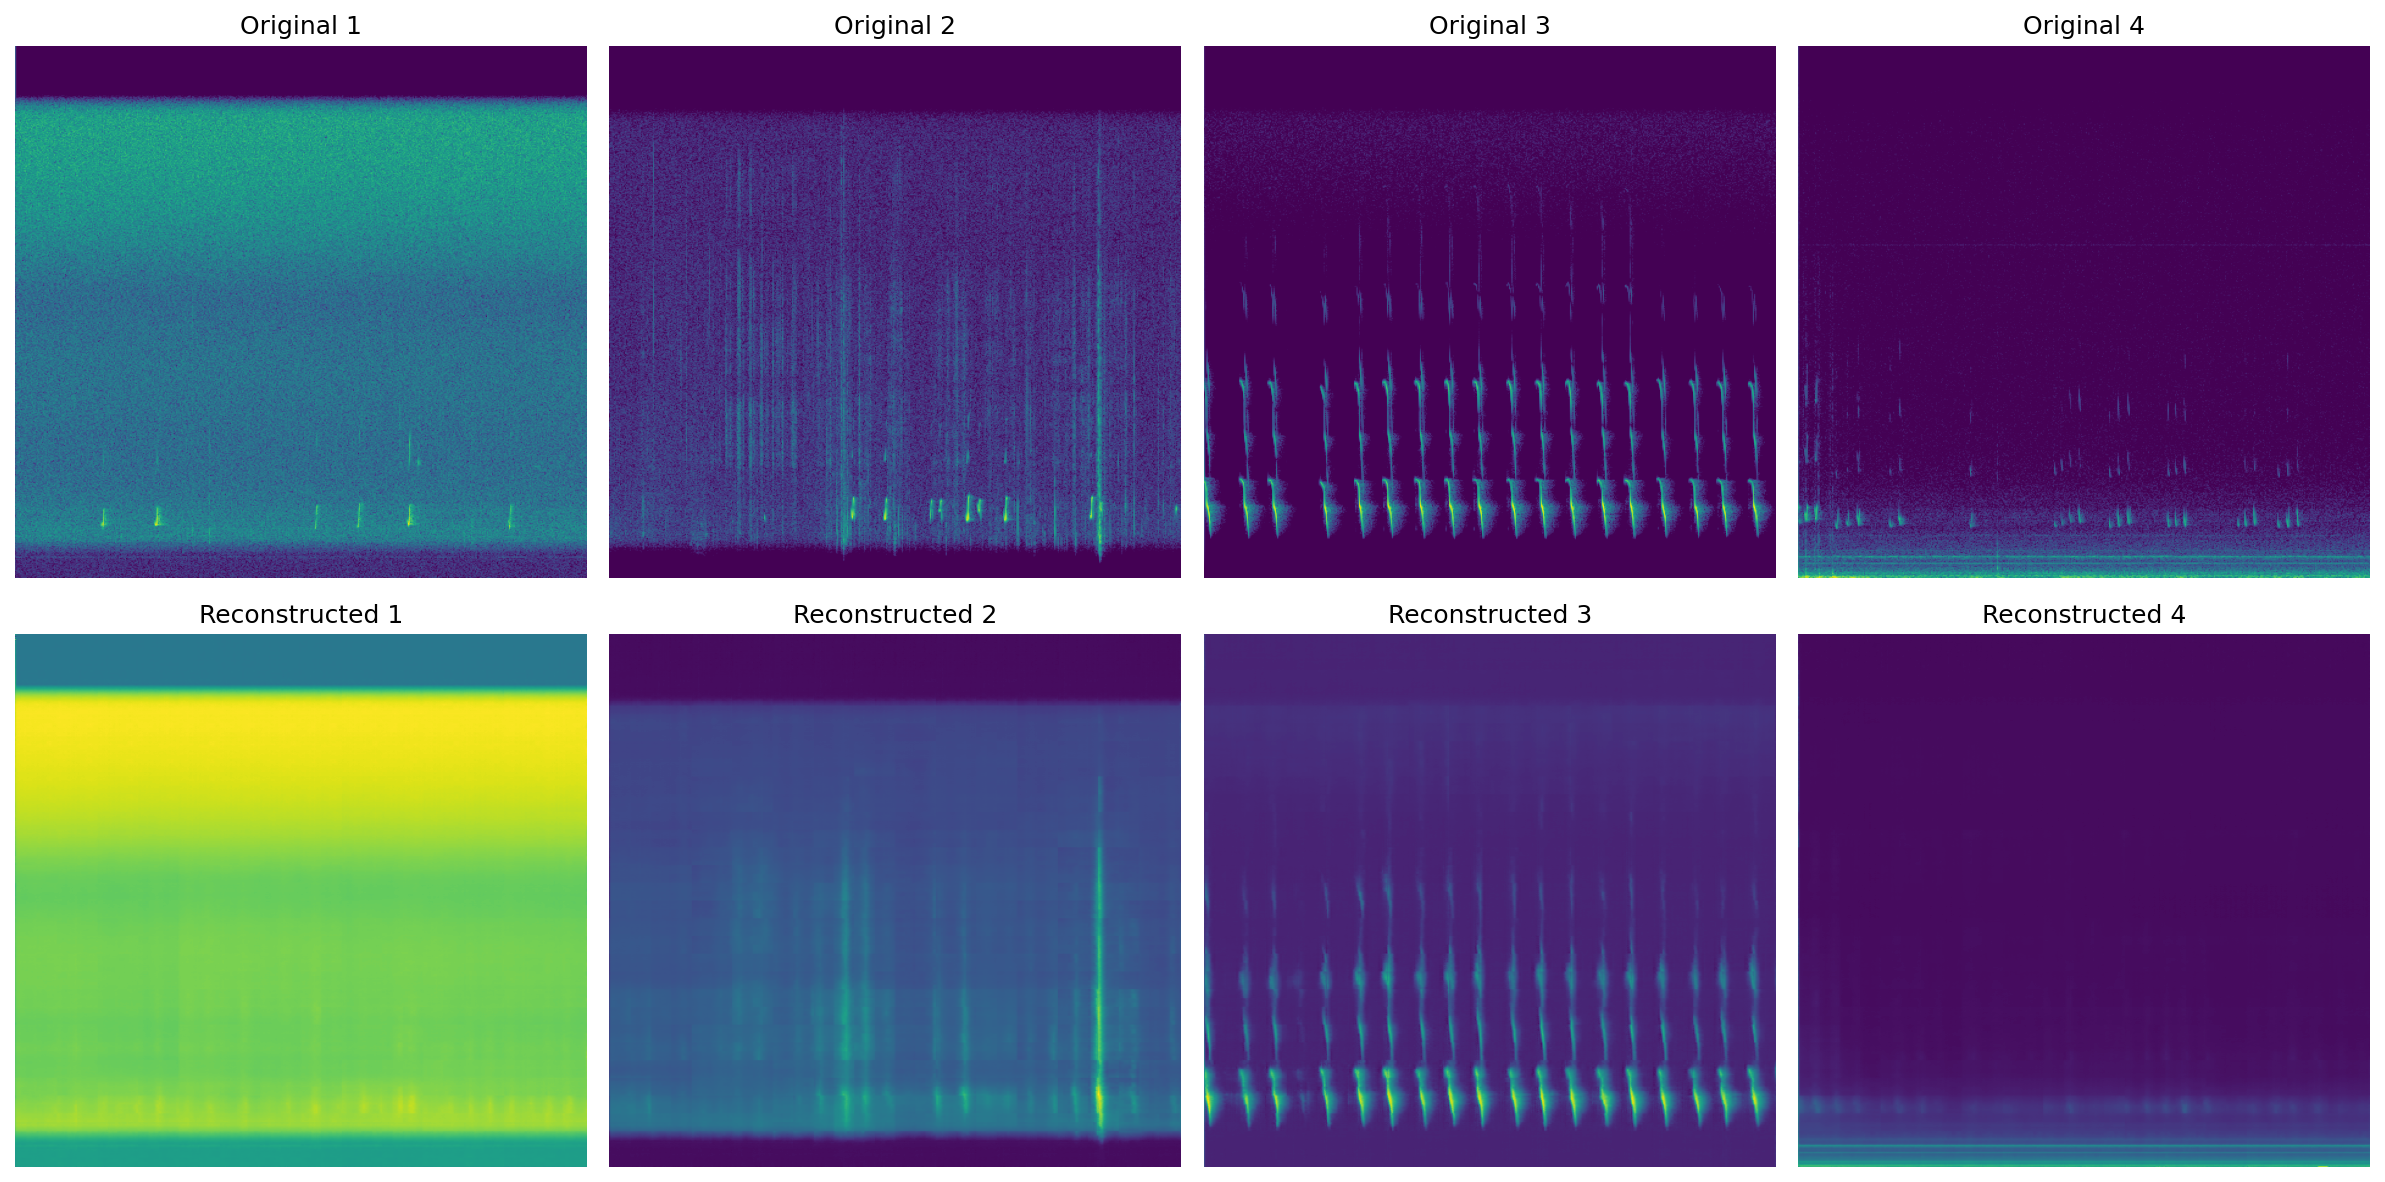 Original 1
Original 2
Original 3
Original 4
Reconstructed 1
Reconstructed 2
Reconstructed 3
Reconstructed 4